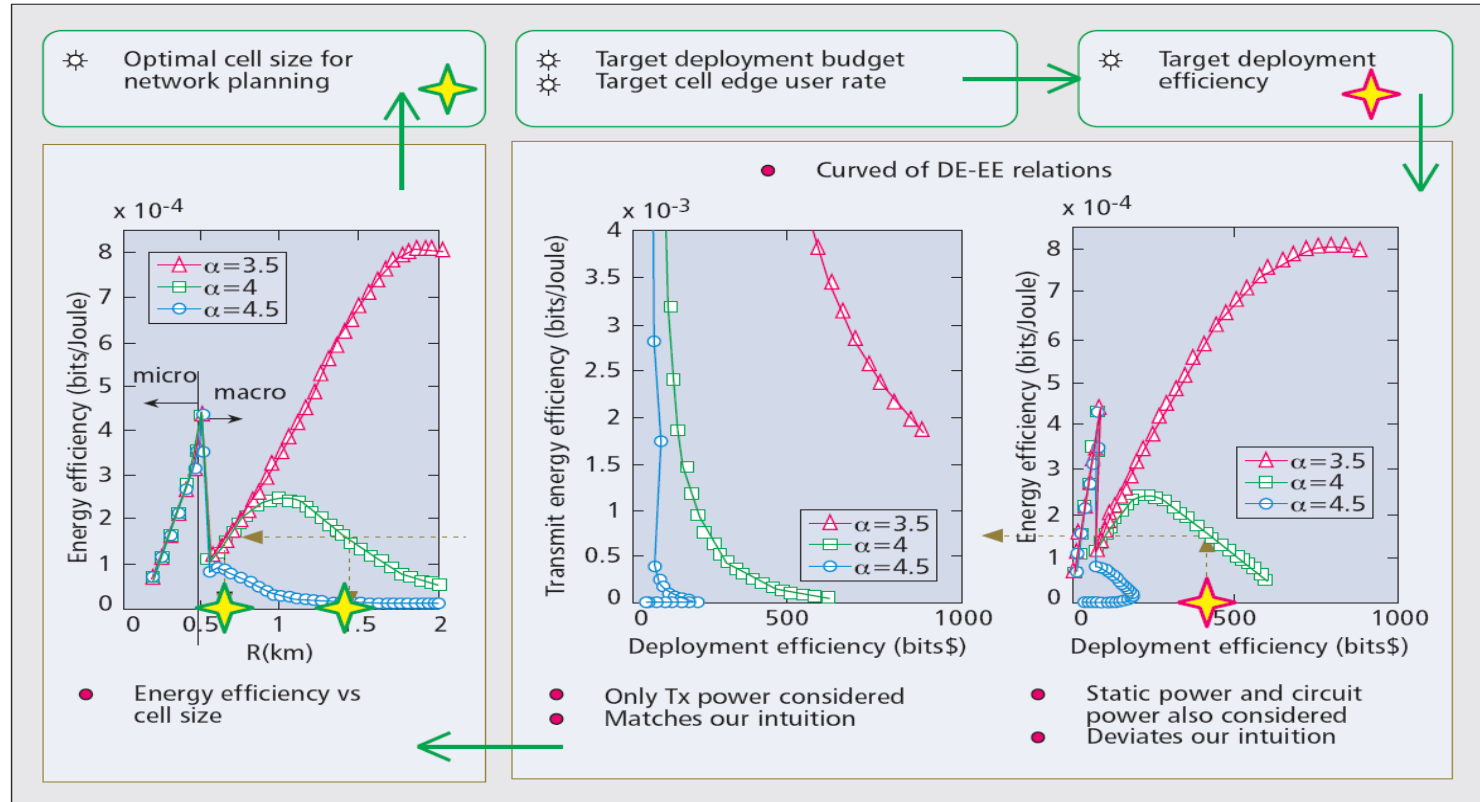 Optimal cell size for
network planning
Target deployment budget
Target cell edge user rate
Target deployment
efficiency
Curved of DE-EE relations
x 10-4
8
7
6
5
4
3
2
1
0
Energy efficiency (bits/Joule)
α=3.5
α=4
α=4.5
micro
macro
0
0.5
1
1.5
2
R(km)
Energy efficiency vs
cell size
x 10-3
4
3.5
3
2.5
2
1.5
1
0.5
0
Transmit energy efficiency (bits/Joule)
α=3.5
α=4
α=4.5
0
500
1000
Deployment efficiency (bits$)
Only Tx power considered
Matches our intuition
x 10-4
8
7
6
5
4
3
2
1
0
Energy efficiency (bits/Joule)
α=3.5
α=4
α=4.5
0
500
1000
Deployment efficiency (bits$)
Static power and circuit
power also considered
Deviates our intuition